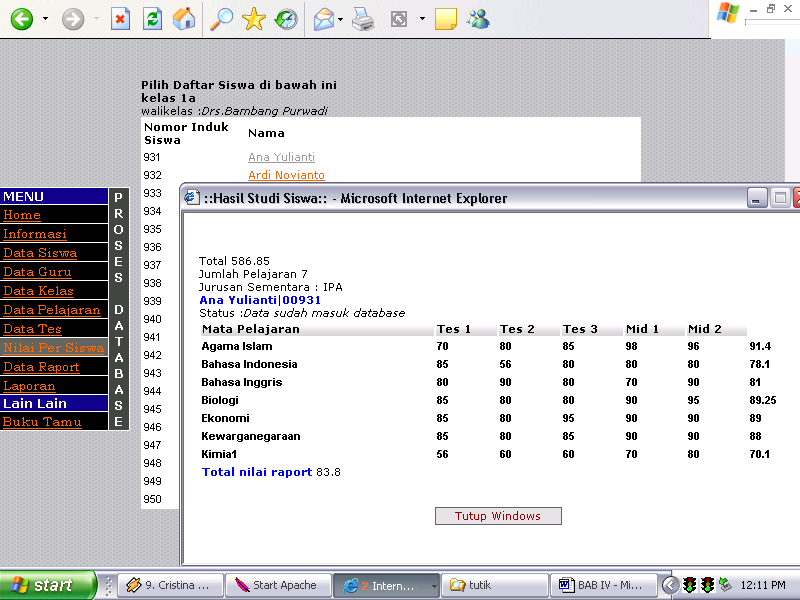 Pilih Daftar Siswa di bawah ini
kelas 1a
walikelas :Drs.Bambang Purwadi
Nomor Induk Siswa Nama
931 Ana Yulianti
932 Ardi Novianto
933
934
935
936
937
938
939
940
941
942
943
944
945
946
947
948
949
950
MENU
Home
Informasi
Data Siswa
Data Guru
Data Kelas
Data Pelajaran
Data Tes
Nilai Per Siswa
Data Raport
Laporan
Lain Lain
Buku Tamu
PROSES DATABASE
::Hasil Studi Siswa:: - Microsoft Internet Explorer
Total 586.85
Jumlah Pelajaran 7
Jurusan Sementara : IPA
Ana Yulianti|00931
Status :Data sudah masuk database
Mata Pelajaran Tes 1 Tes 2 Tes 3 Mid 1 Mid 2
Agama Islam 70 80 85 98 96 91.4
Bahasa Indonesia 85 56 80 80 80 78.1
Bahasa Inggris 80 90 80 70 90 81
Biologi 85 80 80 90 95 89.25
Ekonomi 85 80 95 90 90 89
Kewarganegaraan 85 80 85 90 90 88
Kimia1 56 60 60 70 80 70.1
Total nilai raport 83.8
Tutup Windows
start
9. Cristina ...
Start Apache
? Intern...
tutik
BAB IV - Mi...
12:11 PM